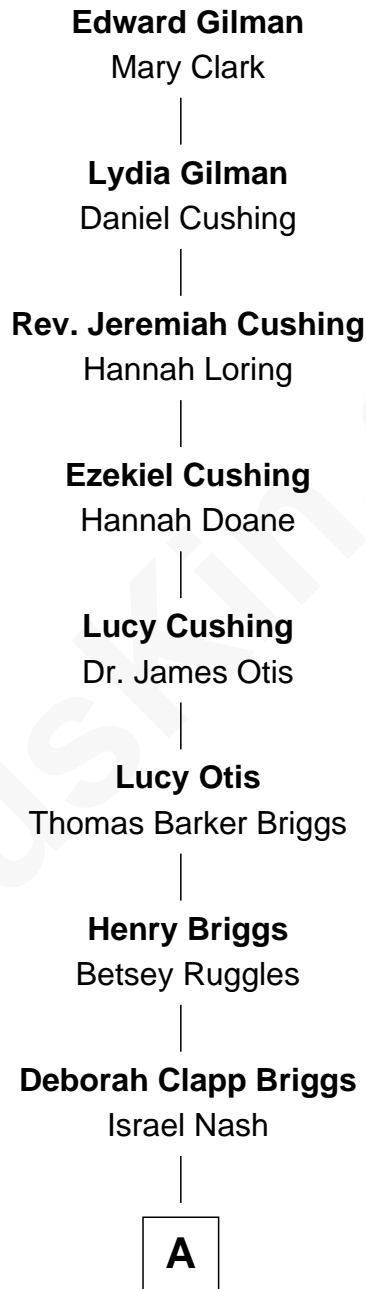 Edward Gilman
Mary Clark
Lydia Gilman
Daniel Cushing
Rev. Jeremiah Cushing
Hannah Loring
Ezekiel Cushing
Hannah Doane
Lucy Cushing
Dr. James Otis
Lucy Otis
Thomas Barker Briggs
Henry Briggs
Betsey Ruggles
Deborah Clapp Briggs
Israel Nash
A